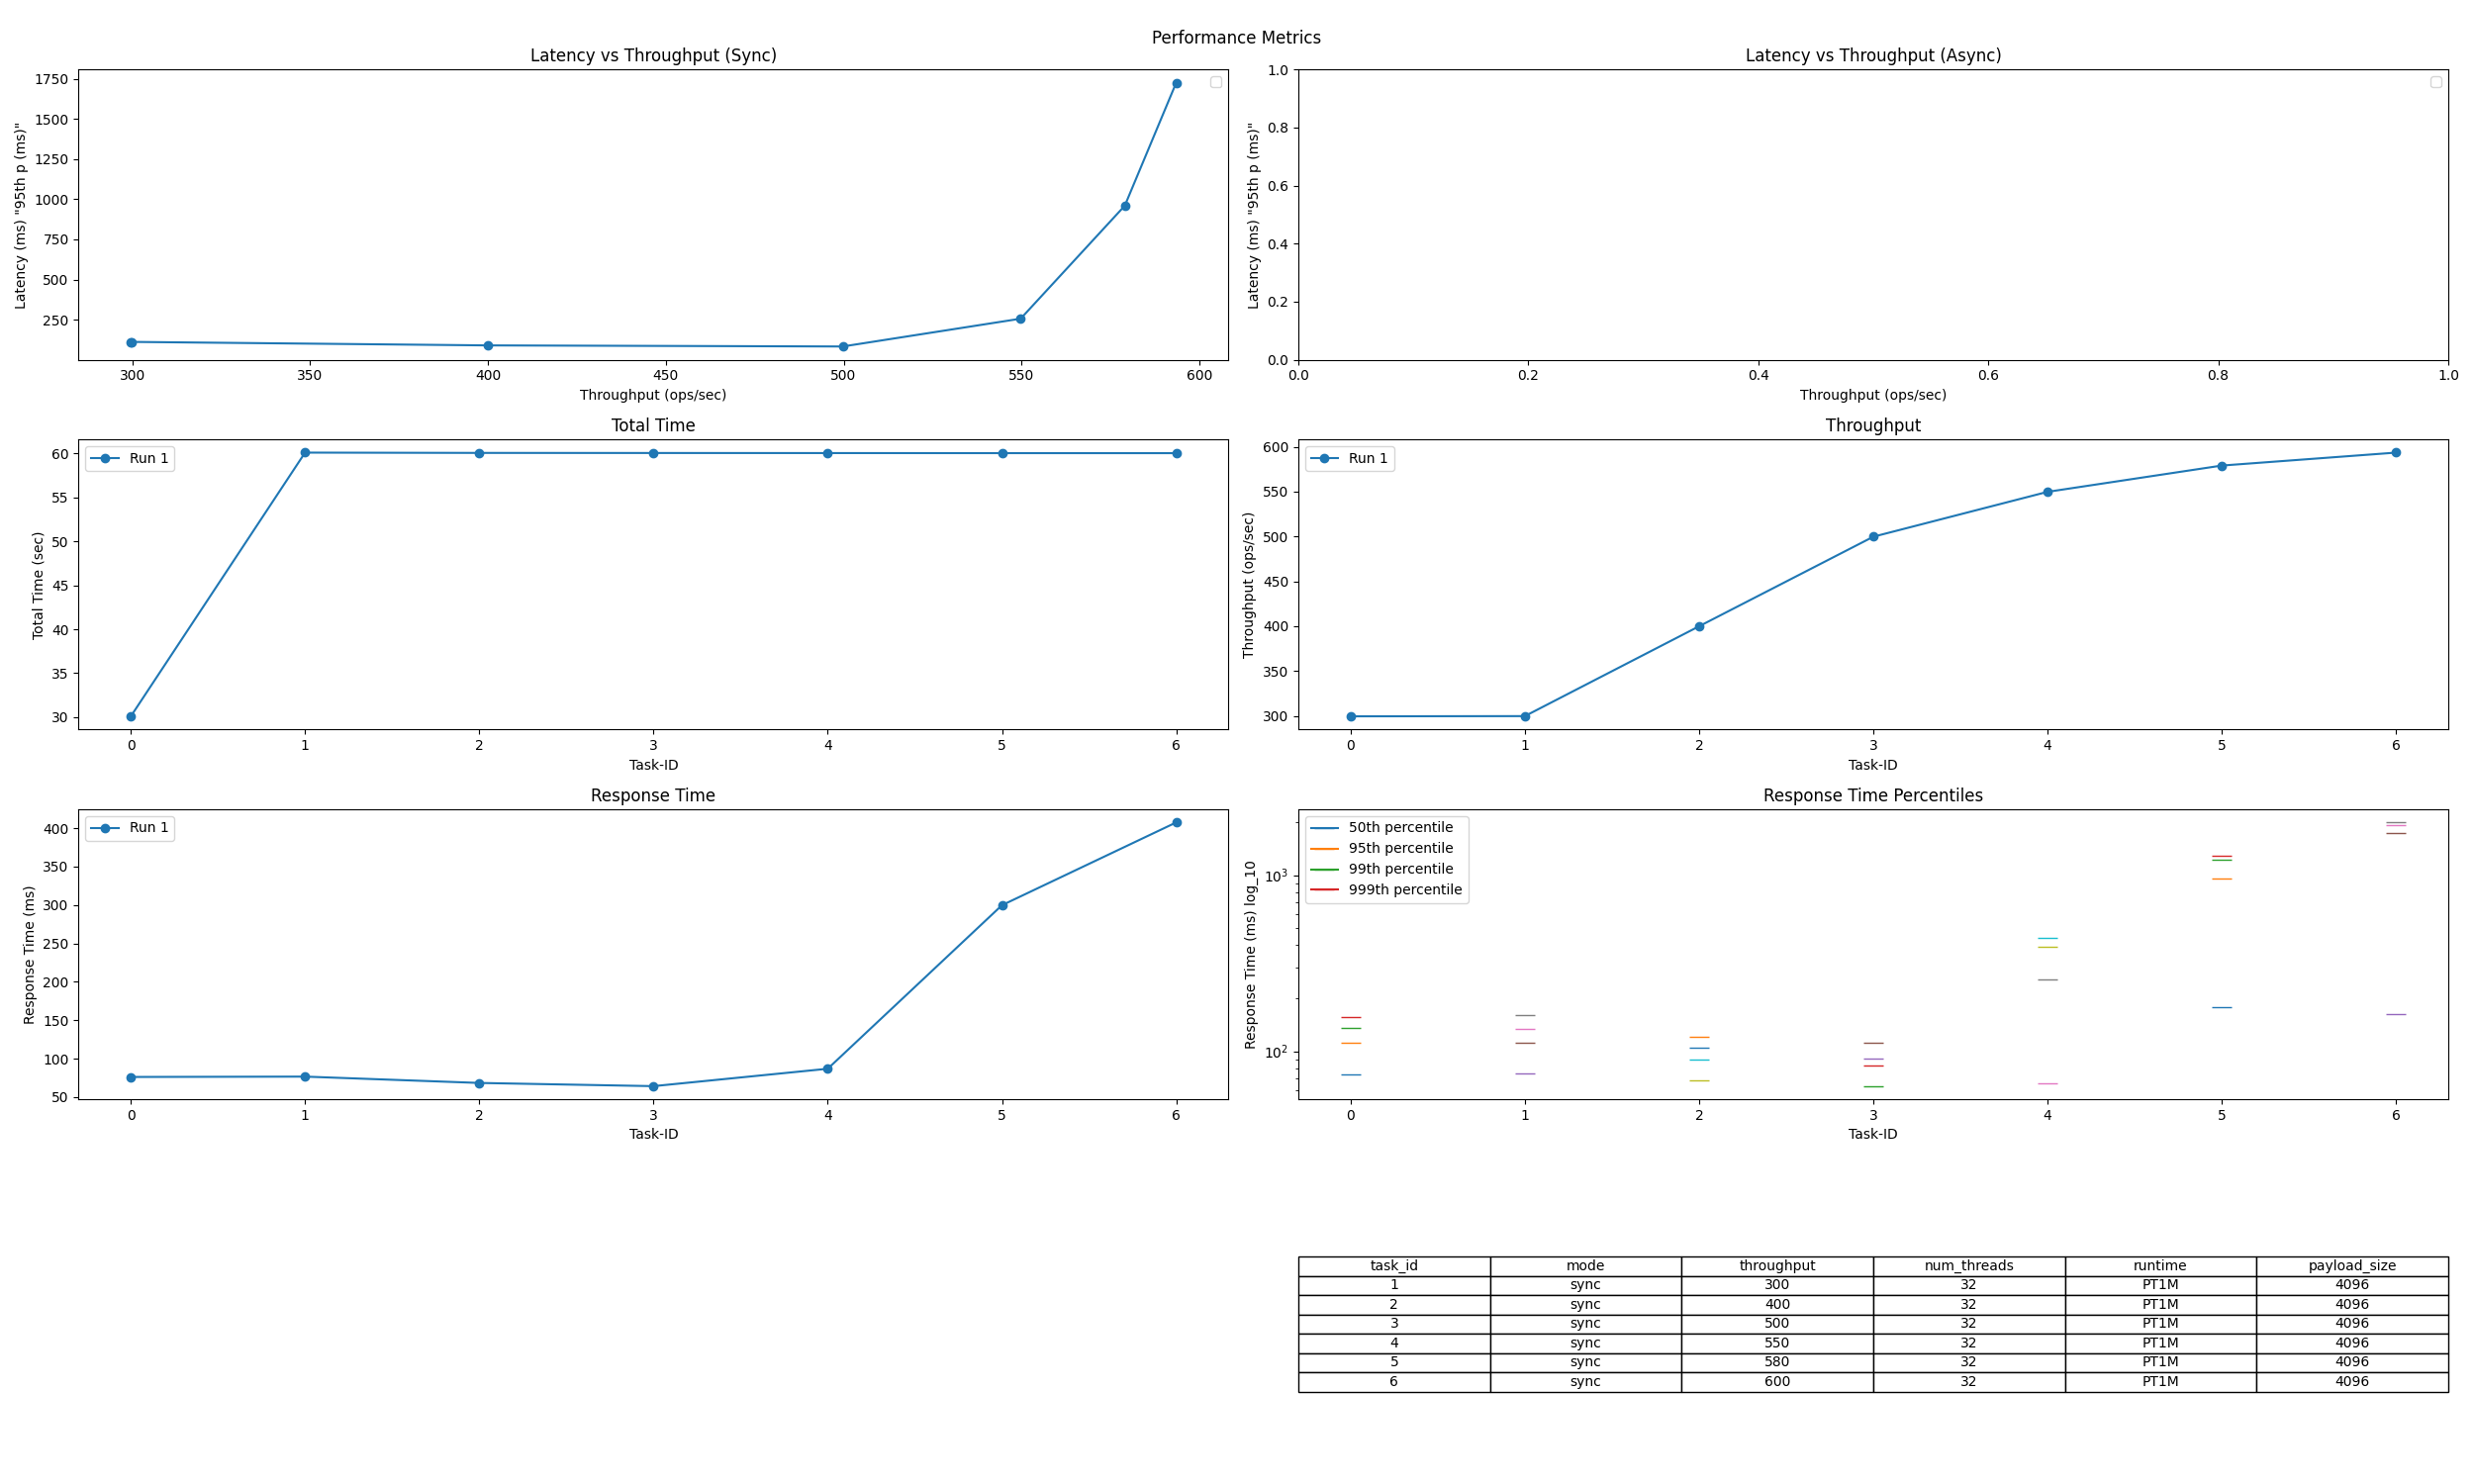 Performance Metrics
Latency vs Throughput (Sync)
Latency (ms) "95th p (ms)"
1750
1500
1250
1000
750
500
250
300 350 400 450 500 550 600
Throughput (ops/sec)
Latency vs Throughput (Async)
Latency (ms) "95th p (ms)"
1.0
0.8
0.6
0.4
0.2
0.0
0.0 0.2 0.4 0.6 0.8 1.0
Throughput (ops/sec)
Total Time
Run 1
Total Time (sec)
60
55
50
45
40
35
30
0 1 2 3 4 5 6
Task-ID
Throughput
Run 1
Throughput (ops/sec)
600
550
500
450
400
350
300
0 1 2 3 4 5 6
Task-ID
Response Time
Run 1
Response Time (ms)
400
350
300
250
200
150
100
50
0 1 2 3 4 5 6
Task-ID
Response Time Percentiles
50th percentile
95th percentile
99th percentile
999th percentile
Response Time (ms) log_10
10³
10²
0 1 2 3 4 5 6
Task-ID
task_id mode throughput num_threads runtime payload_size
1 sync 300 32 PT1M 4096
2 sync 400 32 PT1M 4096
3 sync 500 32 PT1M 4096
4 sync 550 32 PT1M 4096
5 sync 580 32 PT1M 4096
6 sync 600 32 PT1M 4096